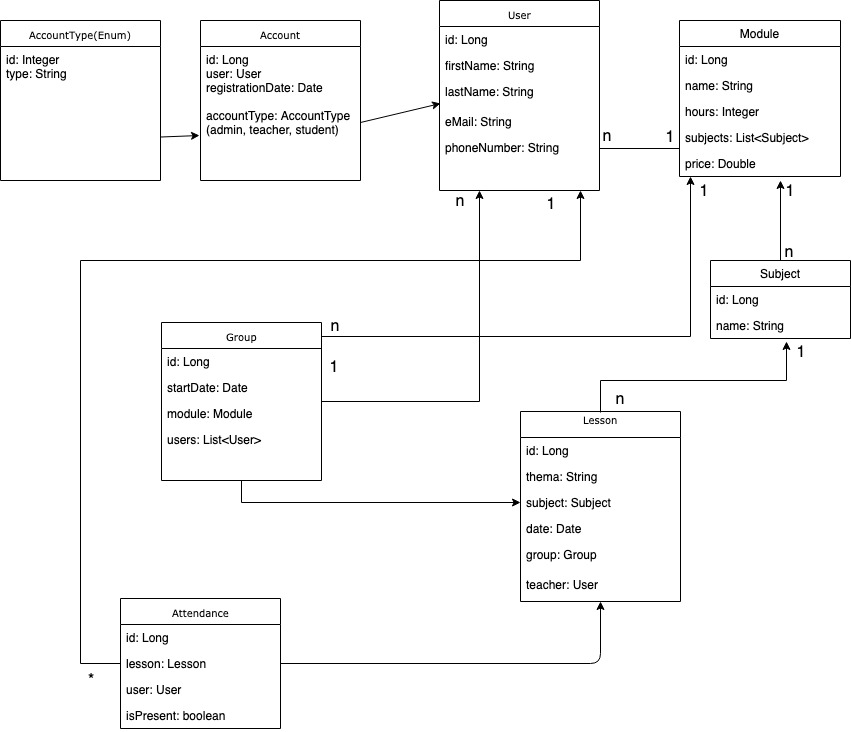 AccountType(Enum)
id: Integer
type: String
Account
id: Long
user: User
registrationDate: Date
accountType: AccountType
(admin, teacher, student)
User
id: Long
firstName: String
lastName: String
eMail: String
phoneNumber: String
n
1
Module
id: Long
name: String
hours: Integer
subjects: List<Subject>
price: Double
n
1
1
1
n
Subject
id: Long
name: String
1
n
Group
id: Long
startDate: Date
module: Module
users: List<User>
n
1
Lesson
id: Long
thema: String
subject: Subject
date: Date
group: Group
teacher: User
Attendance
id: Long
lesson: Lesson
user: User
isPresent: boolean
*